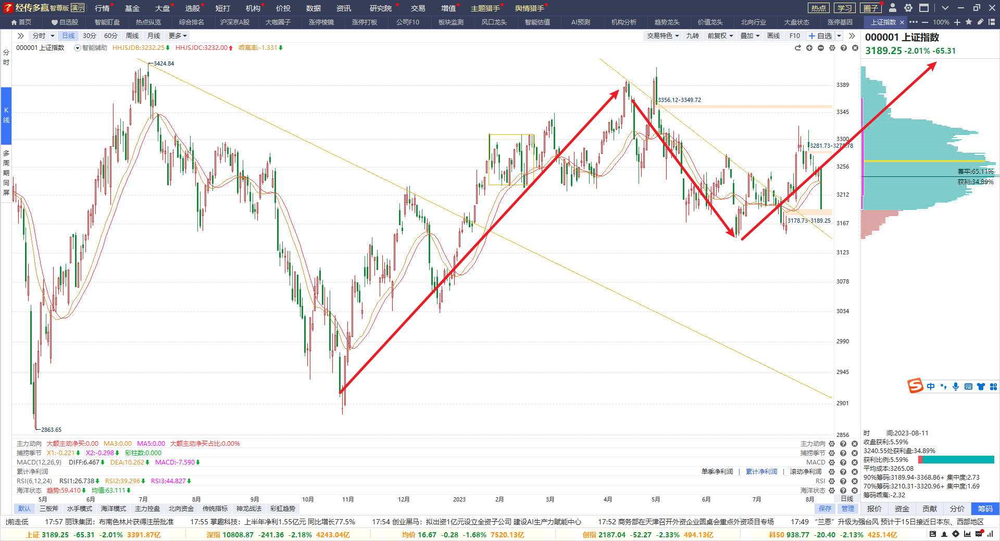 经传多赢 智尊版 演示 行情 基金 大盘 选股 短打 机构 价投 数据 资讯 研究院 交易 增值 主题猎手 舆情猎手 热点 学习 圈子
首页 自选股 智能盯盘 热点纵览 综合排名 沪深京A股 大咖圈子 涨停棱镜 涨停打板 公司F10 板块监测 风口龙头 智能估值 AI预测 机构分析 趋势龙头 价值龙头 北向行业 大盘状态 涨停基因 上证指数 100%
分时 日线 30分 60分 周线 月线 更多 交易特色 九转 前复权 叠加 画线 F10 自选
000001 上证指数
3189.25 -2.01% -65.31
000001 上证指数 智能辅助 HHJSJDB:3232.25 HHJSJDC:3232.00 乖离率:-1.331
分时
K线
多周期同屏
3424.84
3356.12-3349.72
3281.73-3270.78
3178.73-3189.25
2863.65
3389
3345
3300
3256
3212
3167
3123
3078
3034
2990
2945
2901
2856
套牢:65.11%
获利:34.89%
中
时 间:2023-08-11
收盘获利:5.59%
3240.55处获利盘:34.89%
获利比例:5.59%
平均成本:3265.08
90%筹码:3189.94-3368.86+ 集中度:2.73
70%筹码:3210.31-3320.96+ 集中度:1.69
筹码乖离:-2.32
主力动向 大额主动净买:0.00 MA3:0.00 MA5:0.00 大额主动净买占比:0.00% 主力动向
捕捞季节 X1:-0.221 X2:-0.298 彩柱数:0.000 捕捞季节
MACD(12,26,9) DIFF:6.467 DEA:10.262 MACD:-7.590 MACD
累计净利润 单季净利润 | 累计净利润 | 滚动净利润
RSI(6,12,24) RSI1:26.738 RSI2:39.296 RSI3:44.827 RSI
海洋状态 趋势:59.410 均值:63.111 海洋状态
5月 6月 7月 8月 9月 10月 11月 12月 2023 2月 3月 4月 5月 6月 7月 8月 日线
默认 三板斧 水手模式 海洋模式 主力控盘 北向资金 传统指标 神龙战法 彩虹趋势 保存 管理 报价 资金 贡献 分价 筹码
前走低 17:57 丽珠集团：布南色林片获得注册批准 17:55 掌趣科技：上半年净利1.55亿元 同比增长77.5% 17:54 创业黑马：拟出资1亿元设立全资子公司 建设AI生产力赋能中心 17:52 商务部在天津召开外资企业圆桌会重点外资项目专场 17:49 “兰恩”升级为强台风 预计于15日接近日本东、西部地区
上证 3189.25 -65.31 -2.01% 3391.87亿 深指 10808.87 -241.36 -2.18% 4243.04亿 均价 16.67 -0.28 -1.68% 7520.13亿 创指 2187.04 -52.27 -2.33% 494.13亿 科50 938.77 -20.40 -2.13% 425.14亿